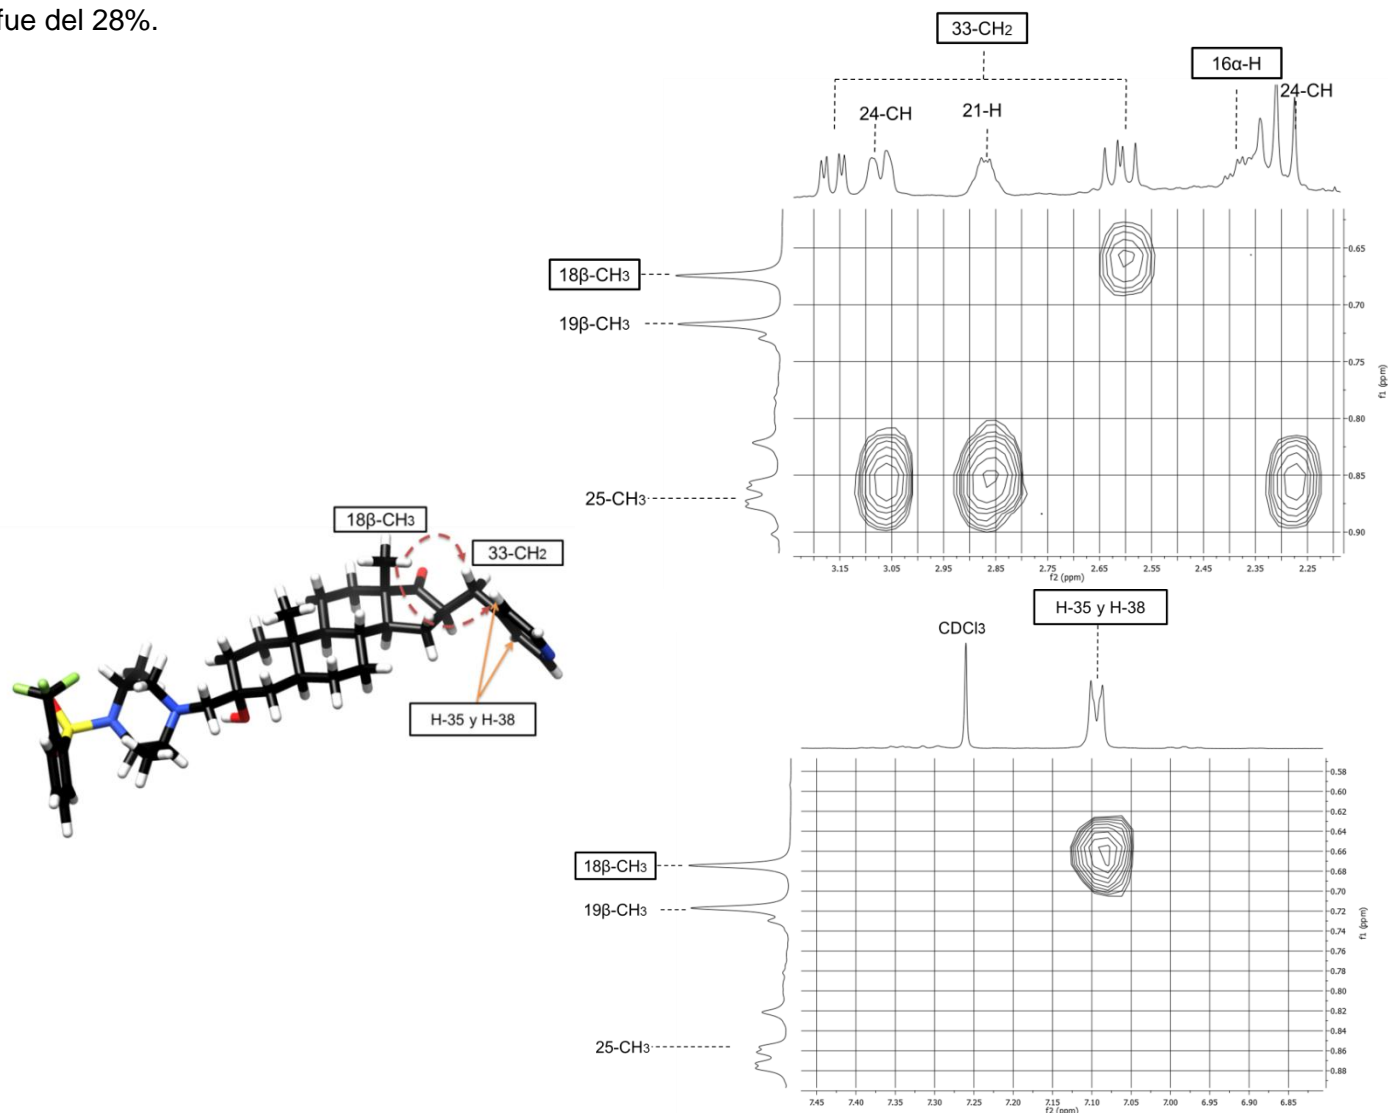 fue del 28%.
33-CH2
16α-H
24-CH
24-CH
21-H
18β-CH3
19β-CH3
25-CH3
0.65
0.70
0.75
0.80
0.85
0.90
f1 (ppm)
3.15
3.05
2.95
2.85
2.75
2.65
2.55
2.45
2.35
2.25
f2 (ppm)
18β-CH3
33-CH2
H-35 y H-38
H-35 y H-38
CDCl3
18β-CH3
19β-CH3
25-CH3
0.58
0.60
0.62
0.64
0.66
0.68
0.70
0.72
0.74
0.76
0.78
0.80
0.82
0.84
0.86
0.88
f1 (ppm)
7.45
7.40
7.35
7.30
7.25
7.20
7.15
7.10
7.05
7.00
6.95
6.90
6.85
f2 (ppm)